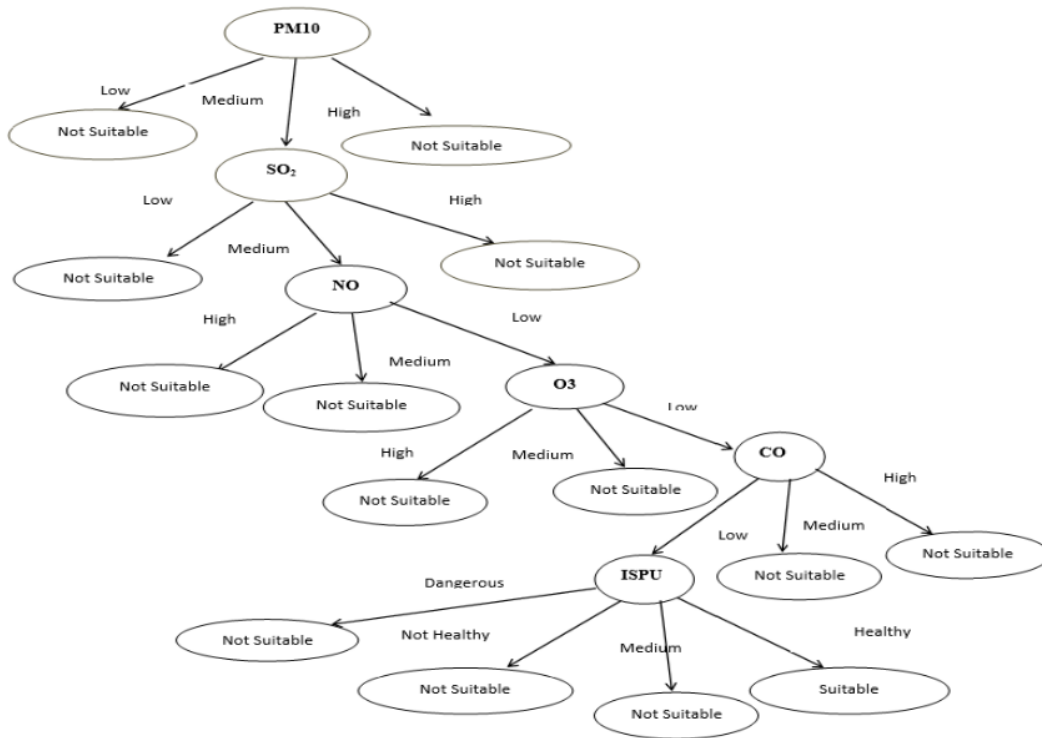 PM10
Low
Medium
High
Not Suitable
Not Suitable
SO₂
Low
Medium
High
Not Suitable
Not Suitable
NO
High
Medium
Low
Not Suitable
Not Suitable
O3
High
Medium
Low
Not Suitable
Not Suitable
CO
Low
Medium
High
Not Suitable
Not Suitable
ISPU
Dangerous
Not Healthy
Medium
Healthy
Not Suitable
Not Suitable
Not Suitable
Suitable